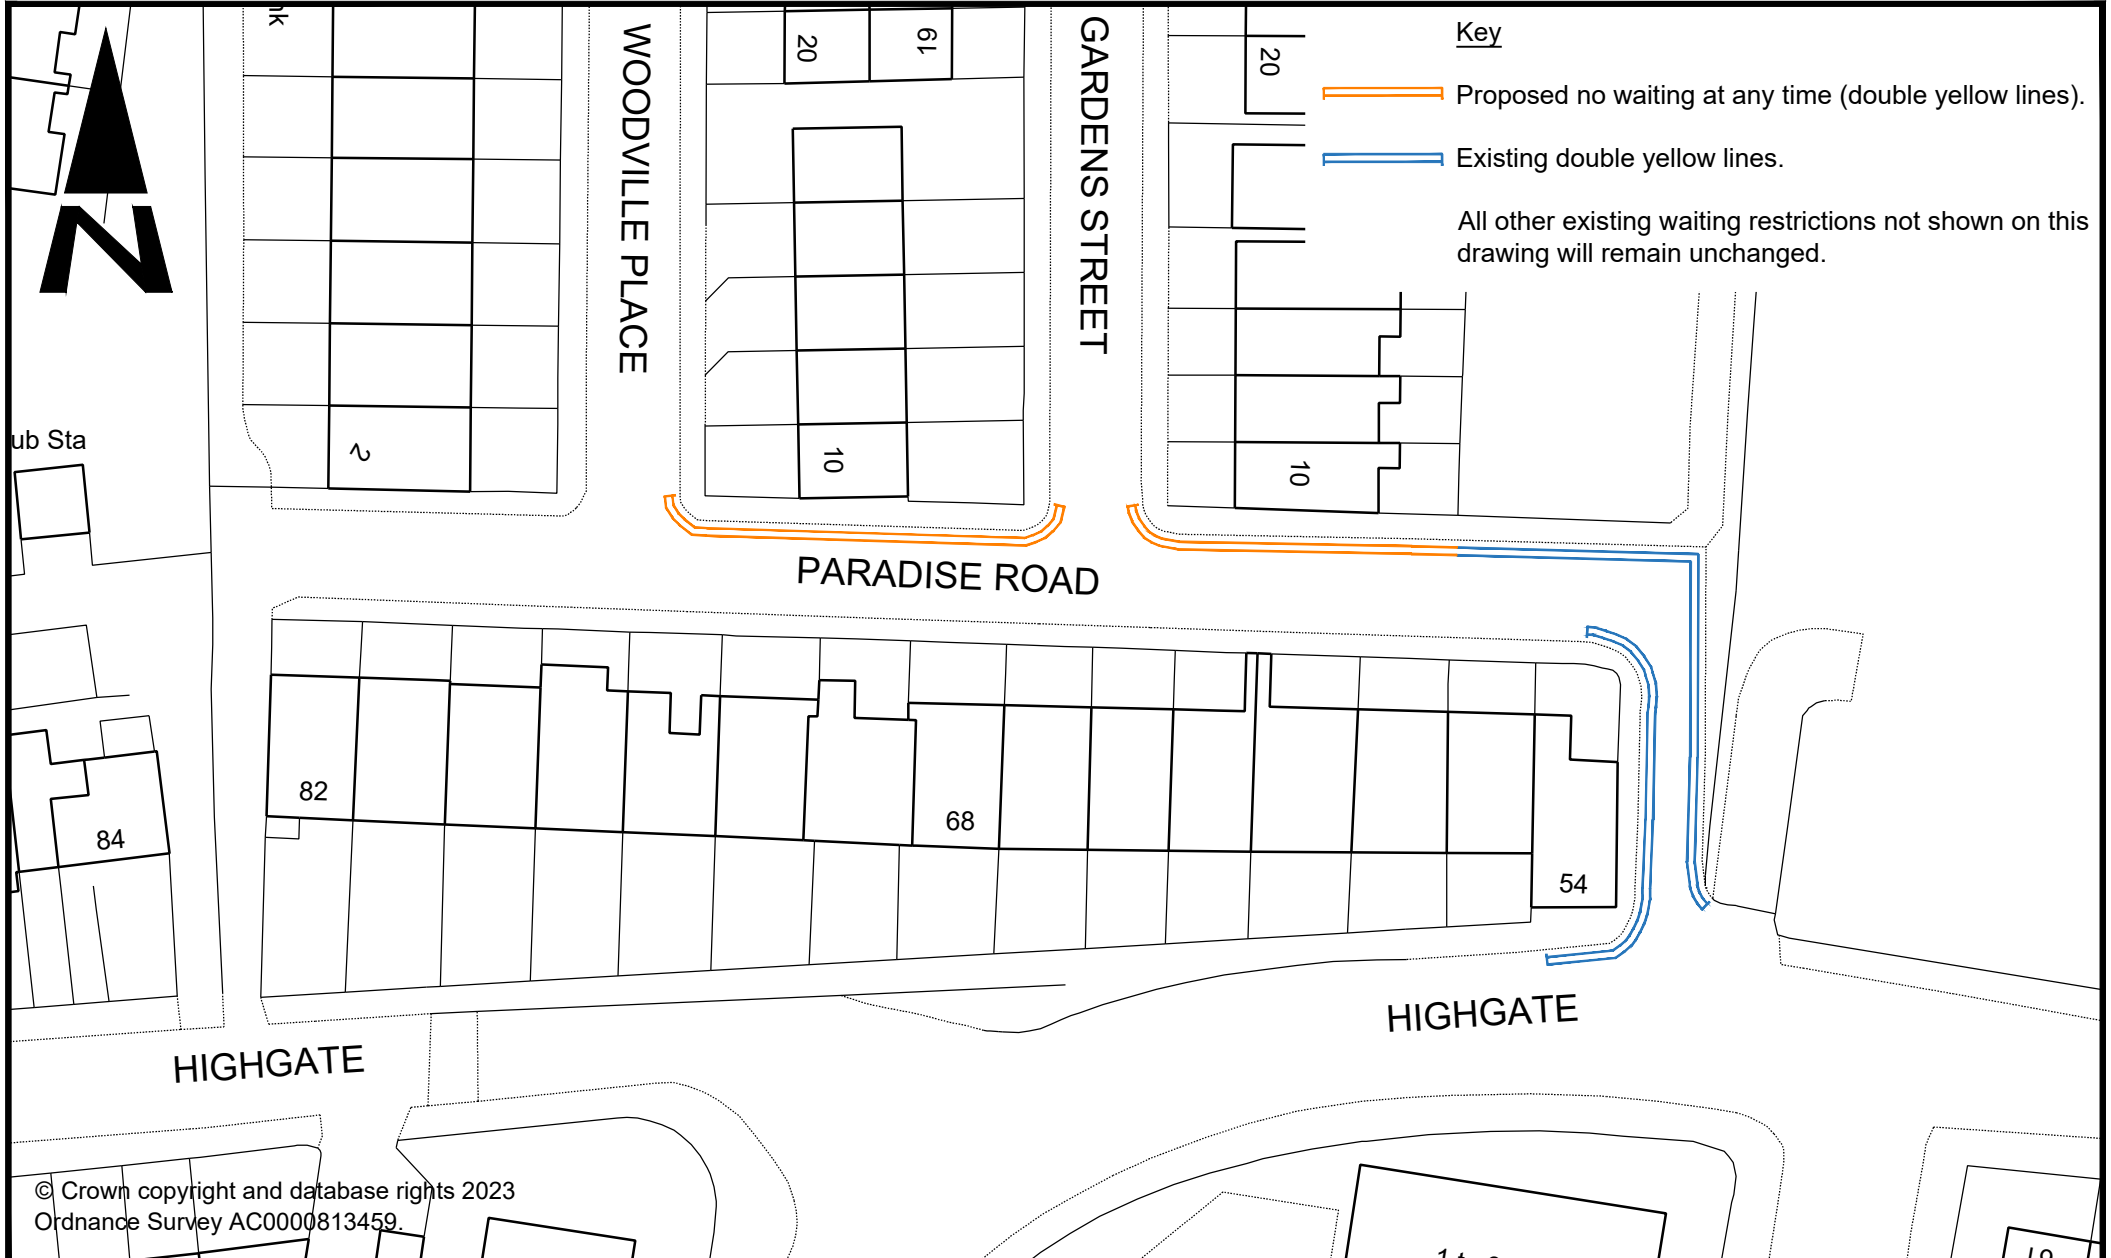 Key
Proposed no waiting at any time (double yellow lines).
Existing double yellow lines.
All other existing waiting restrictions not shown on this
drawing will remain unchanged.
N
nk
WOODVILLE PLACE
20
19
GARDENS STREET
20
ub Sta
2
10
10
PARADISE ROAD
82
84
68
54
HIGHGATE
HIGHGATE
© Crown copyright and database rights 2023
Ordnance Survey AC0000813459.